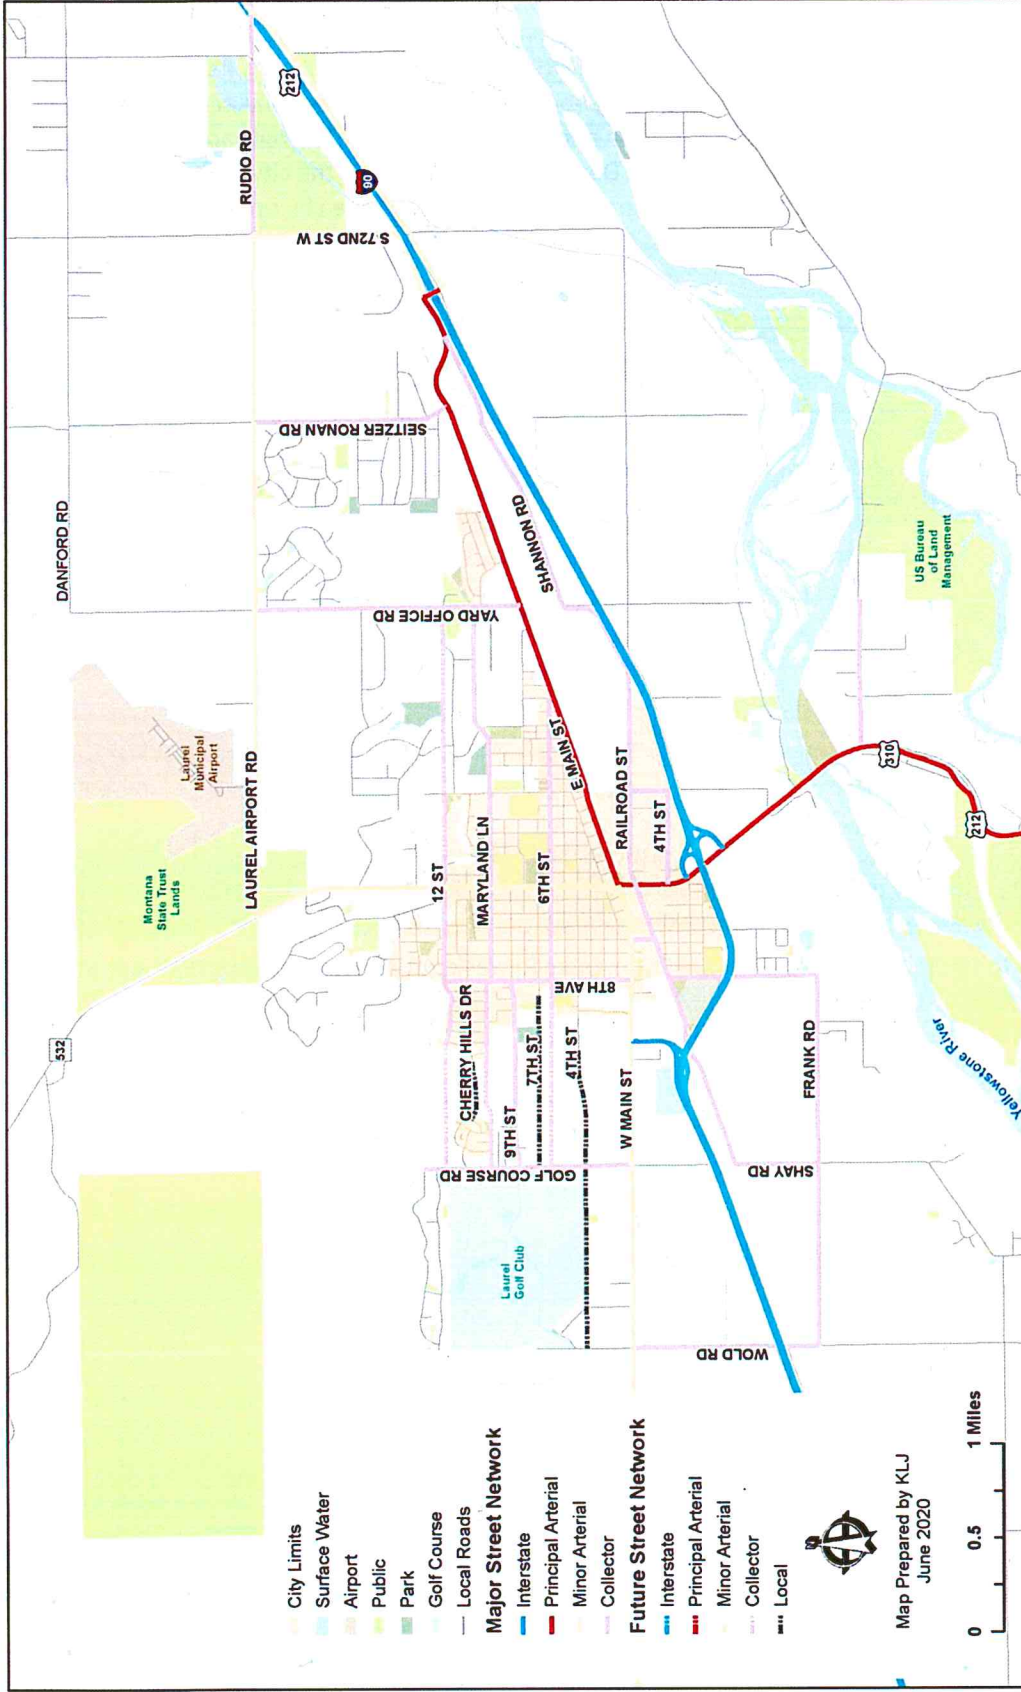 RUDIO RD
212
90
S 72ND ST W
DANFORD RD
SEITZER RONAN RD
SHANNON RD
YARD OFFICE RD
US Bureau
of Land
Management
Laurel
Municipal
Airport
LAUREL AIRPORT RD
E MAIN ST
RAILROAD ST
4TH ST
310
212
12 ST
MARYLAND LN
6TH ST
Montana
State Trust
Lands
532
8TH AVE
CHERRY HILLS DR
7TH ST
4TH ST
9TH ST
GOLF COURSE RD
W MAIN ST
FRANK RD
SHAY RD
Yellowstone River
Laurel
Golf Club
WOLD RD
City Limits
Surface Water
Airport
Public
Park
Golf Course
Local Roads
Major Street Network
Interstate
Principal Arterial
Minor Arterial
Collector
Future Street Network
Interstate
Principal Arterial
Minor Arterial
Collector
Local
Map Prepared by KLJ
June 2020
0 0.5 1 Miles